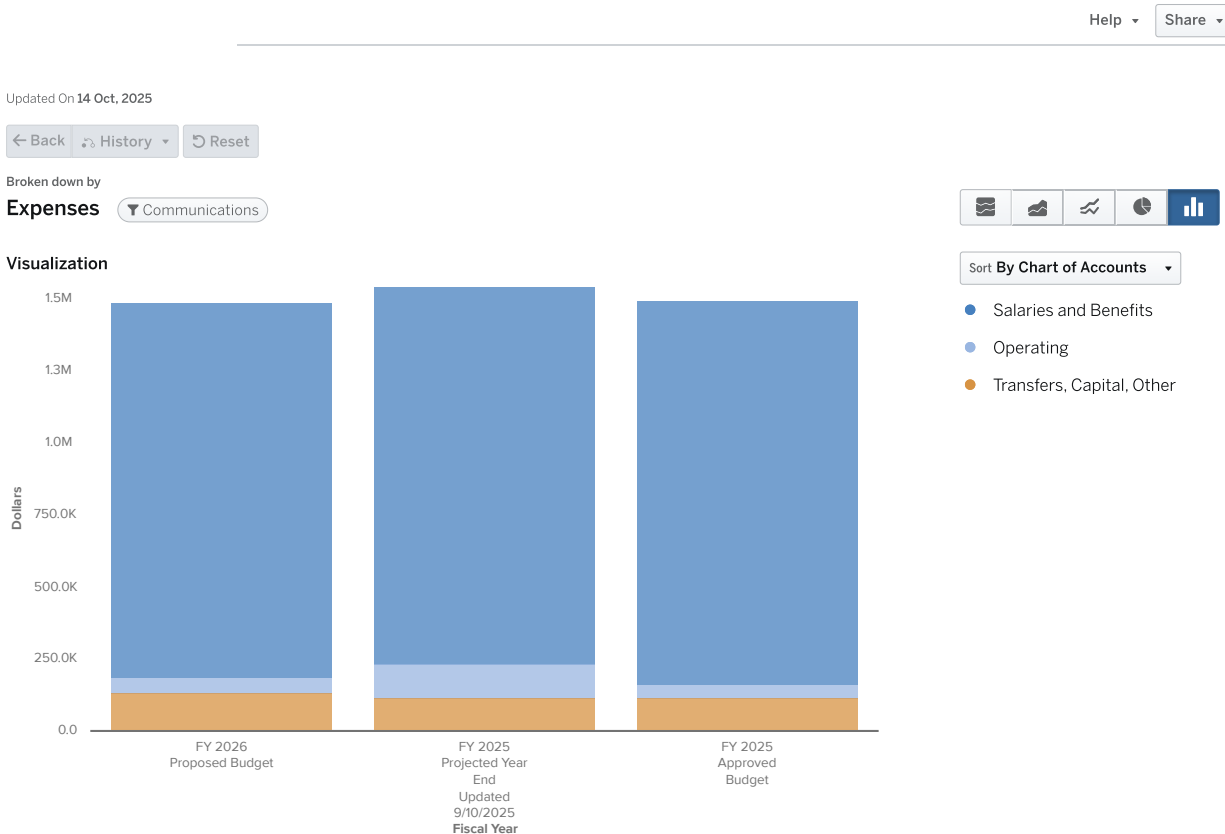 Help
Share
Updated On 14 Oct, 2025
Back
History
Reset
Broken down by
Expenses
Communications
Visualization
Sort By Chart of Accounts
Salaries and Benefits
Operating
Transfers, Capital, Other
Dollars
1.5M
1.3M
1.0M
750.0K
500.0K
250.0K
0.0
FY 2026
Proposed Budget
FY 2025
Projected Year
End
Updated
9/10/2025
FY 2025
Approved
Budget
Fiscal Year